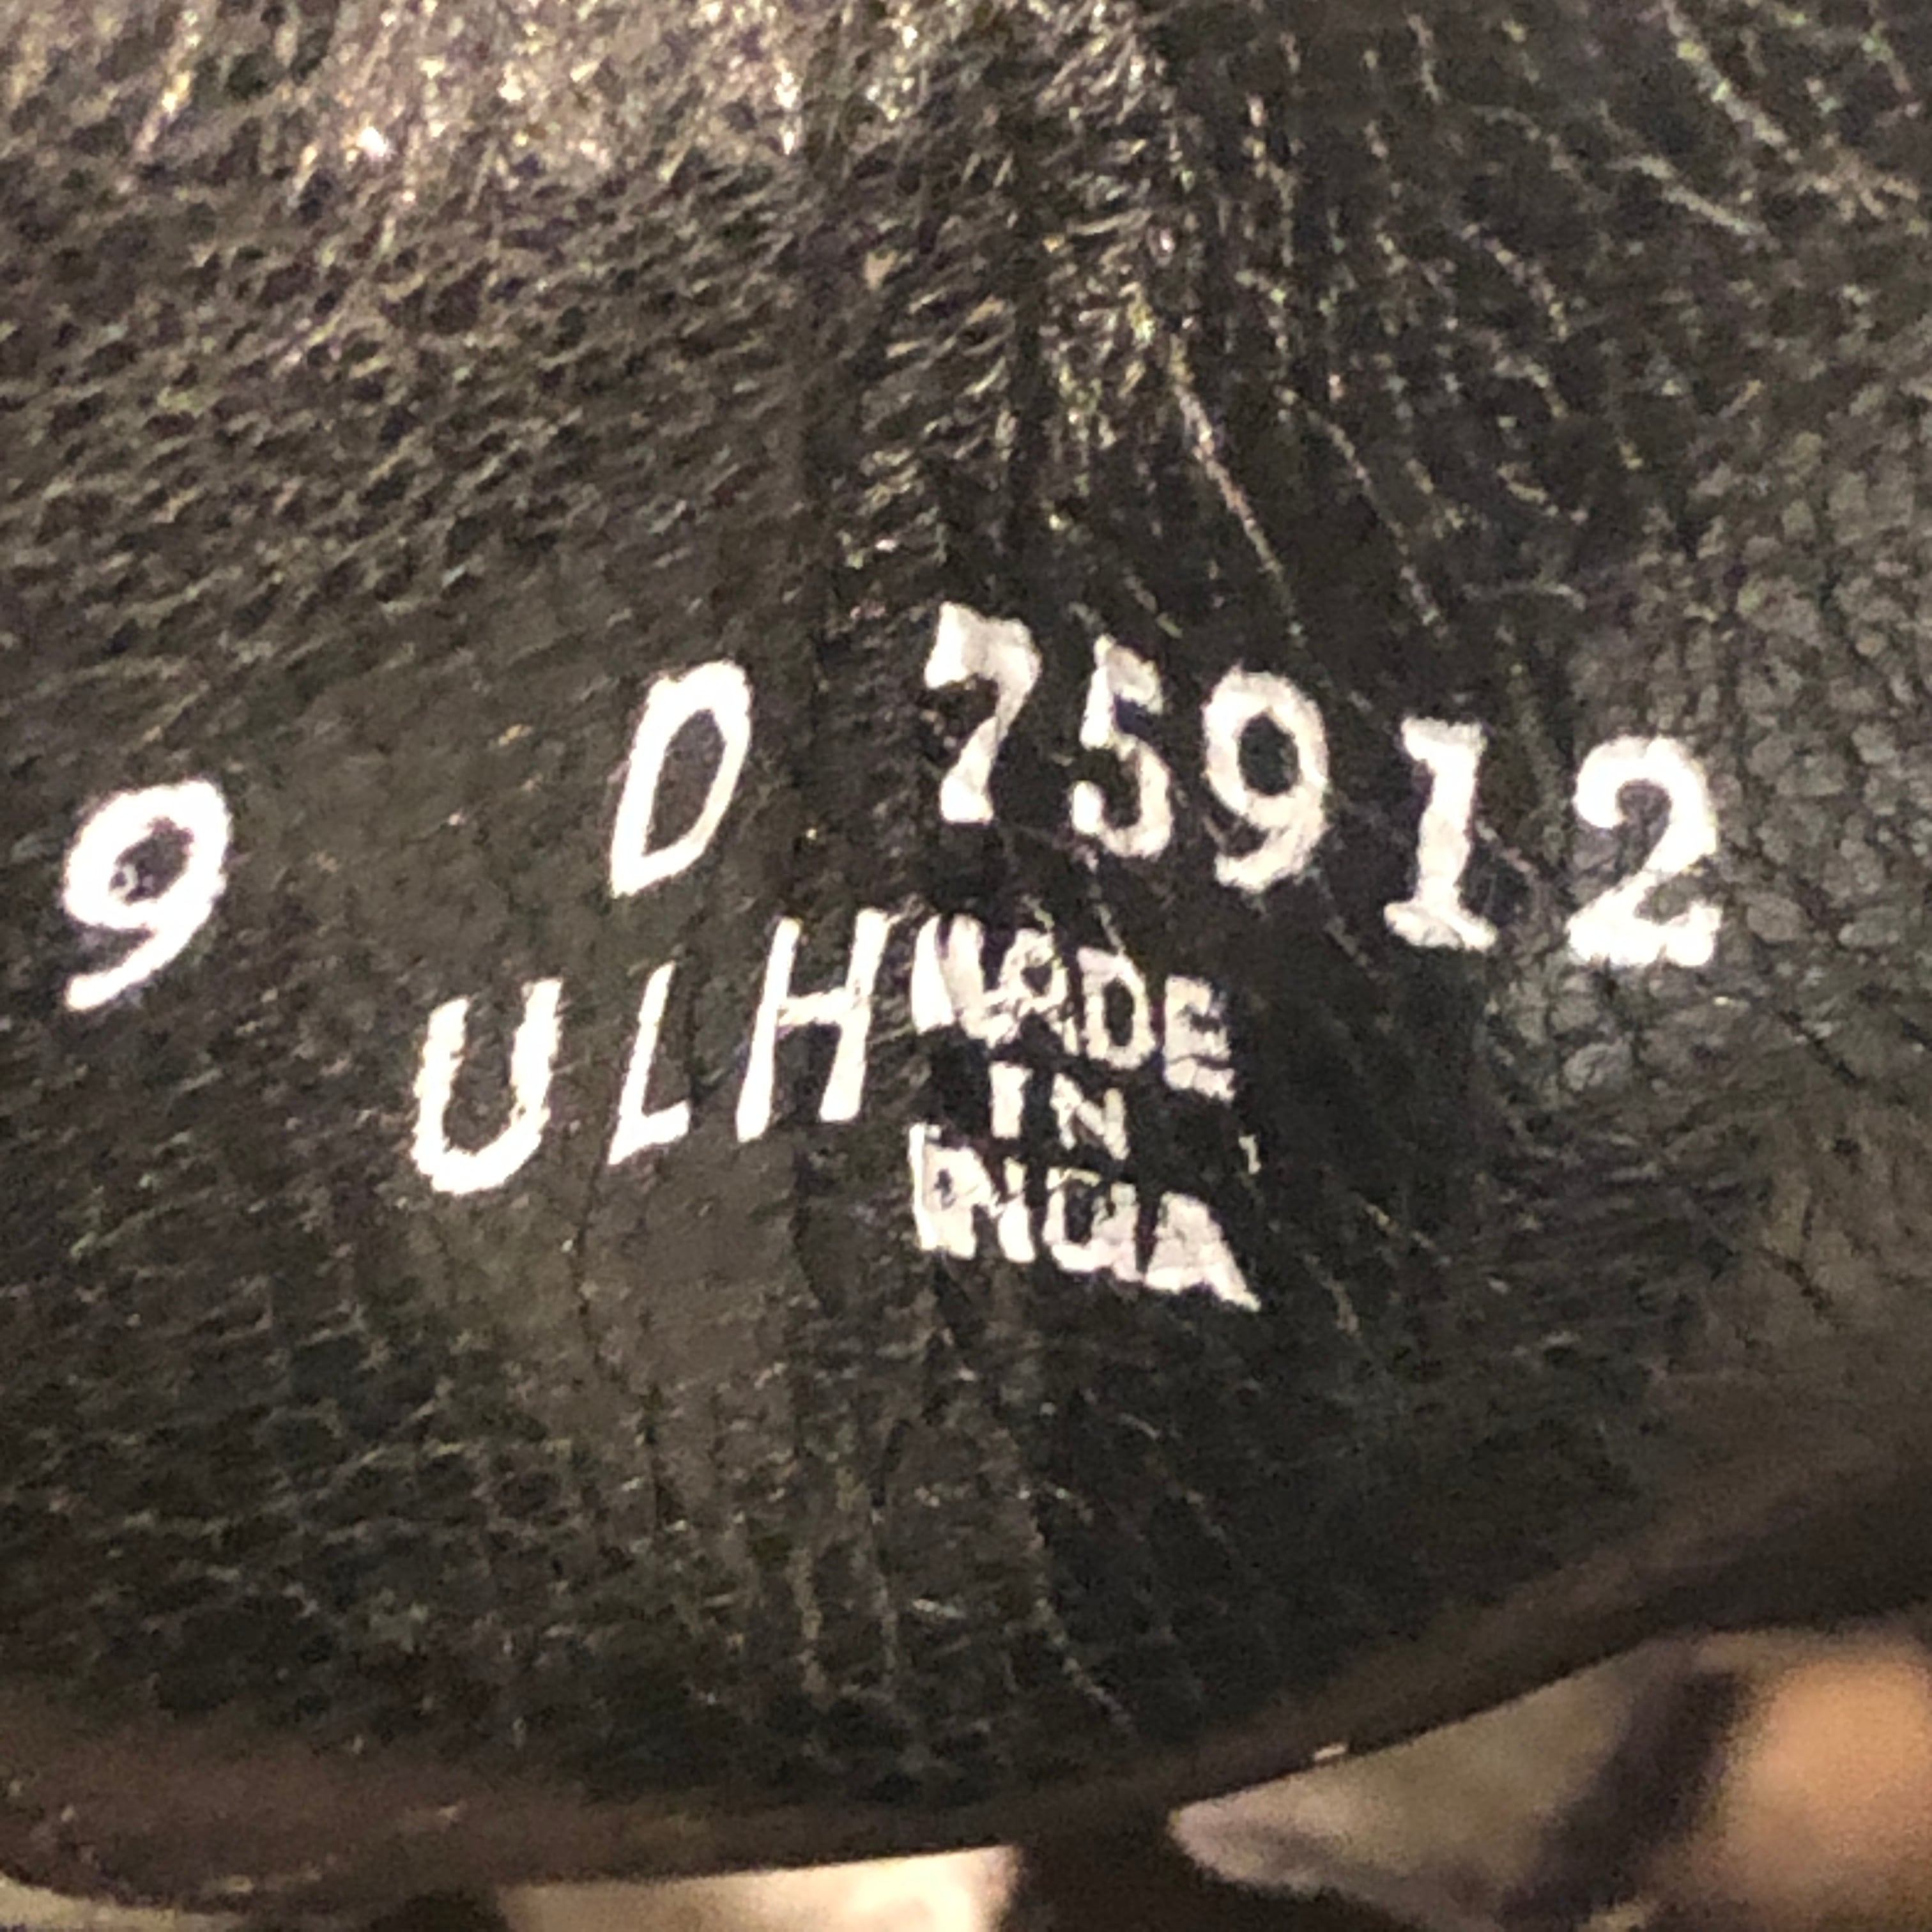 9 D 75912
ULH MADE
IN
INDIA